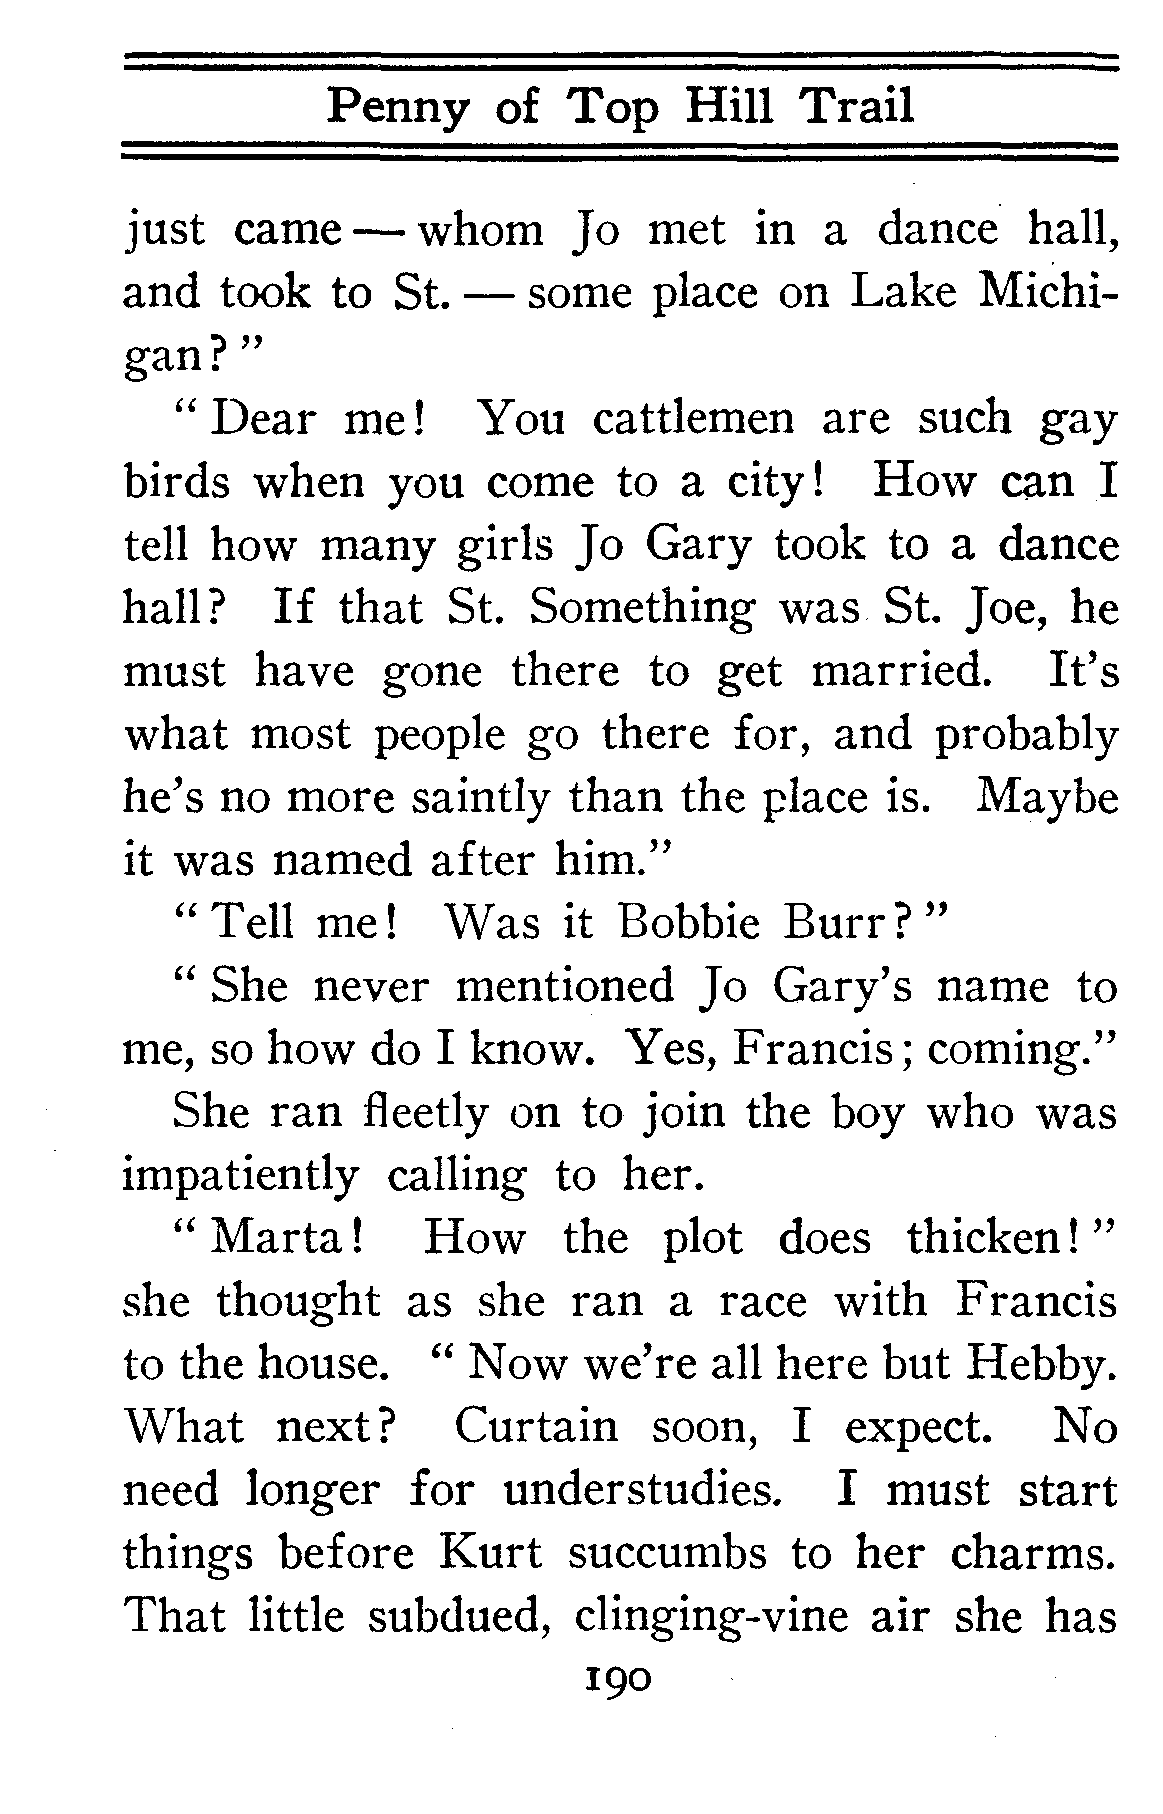 Penny of Top Hill Trail
just came — whom Jo met in a dance hall,
and took to St. — some place on Lake Michi-
gan?"
"Dear me! You cattlemen are such gay
birds when you come to a city! How can I
tell how many girls Jo Gary took to a dance
hall? If that St. Something was St. Joe, he
must have gone there to get married. It's
what most people go there for, and probably
he's no more saintly than the place is. Maybe
it was named after him."
"Tell me! Was it Bobbie Burr?"
"She never mentioned Jo Gary's name to
me, so how do I know. Yes, Francis; coming."
She ran fleetly on to join the boy who was
impatiently calling to her.
"Marta! How the plot does thicken!"
she thought as she ran a race with Francis
to the house. "Now we're all here but Hebby.
What next? Curtain soon, I expect. No
need longer for understudies. I must start
things before Kurt succumbs to her charms.
That little subdued, clinging-vine air she has
190